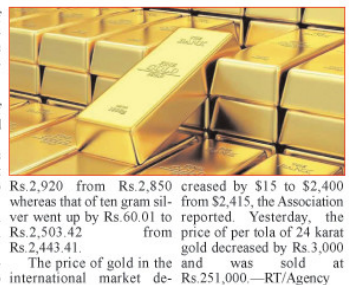 Rs.2,920 from Rs.2,850
whereas that of ten gram sil-
ver went up by Rs.60.01 to
Rs.2,503.42 from
Rs.2,443.41.
The price of gold in the
international market de-
creased by $15 to $2,400
from $2,415, the Association
reported. Yesterday, the
price of per tola of 24 karat
gold decreased by Rs.3,000
and was sold at
Rs.251,000.—RT/Agency